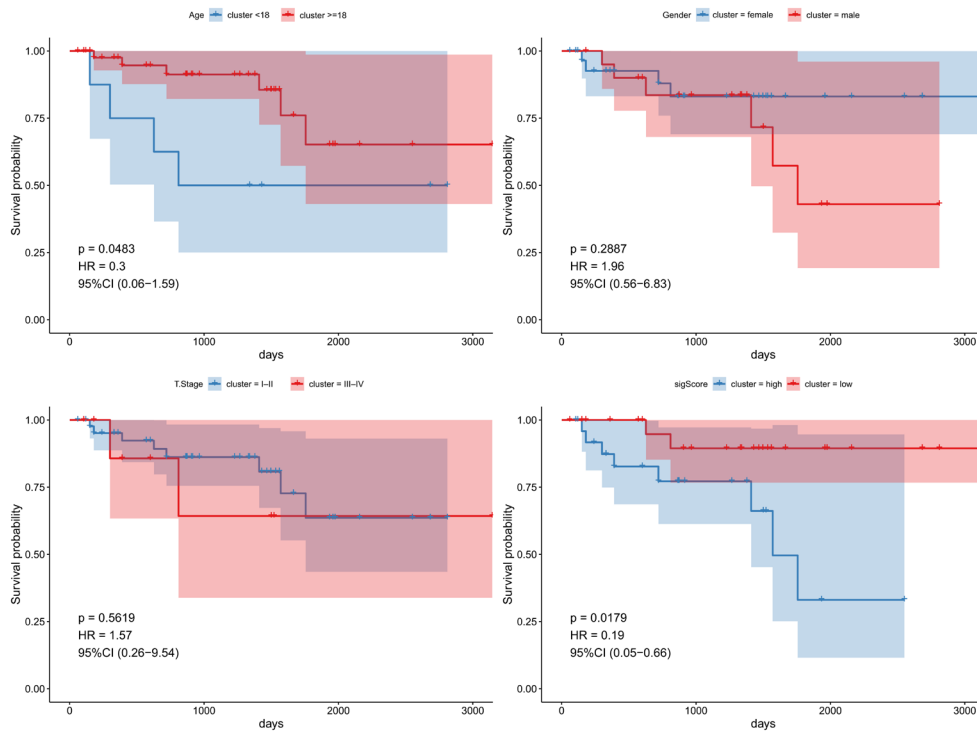 Age cluster <18 cluster >=18
1.00
0.75
0.50
0.25
0.00
Survival probability
p = 0.0483
HR = 0.3
95%CI (0.06−1.59)
0 1000 2000 3000
days
Gender cluster = female cluster = male
1.00
0.75
0.50
0.25
0.00
Survival probability
p = 0.2887
HR = 1.96
95%CI (0.56−6.83)
0 1000 2000 3000
days
T.Stage cluster = I−II cluster = III−IV
1.00
0.75
0.50
0.25
0.00
Survival probability
p = 0.5619
HR = 1.57
95%CI (0.26−9.54)
0 1000 2000 3000
days
sigScore cluster = high cluster = low
1.00
0.75
0.50
0.25
0.00
Survival probability
p = 0.0179
HR = 0.19
95%CI (0.05−0.66)
0 1000 2000 3000
days